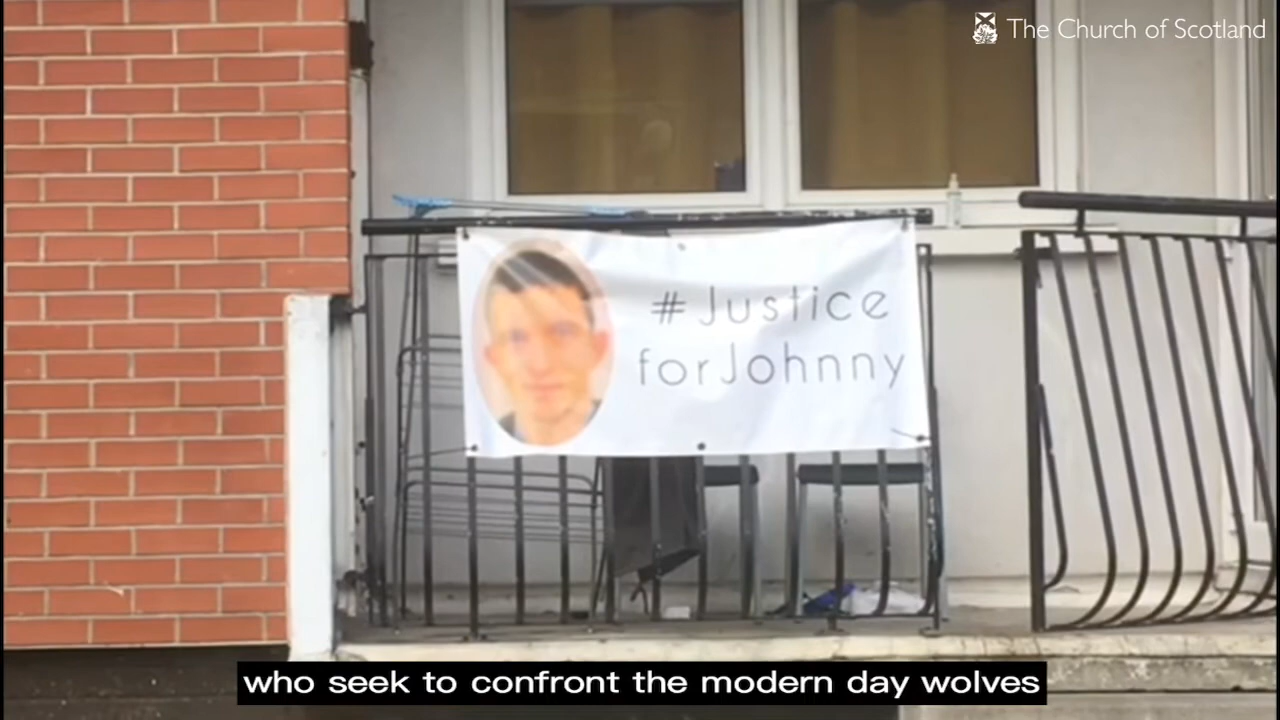 The Church of Scotland
#Justice
forJohnny
who seek to confront the modern day wolves